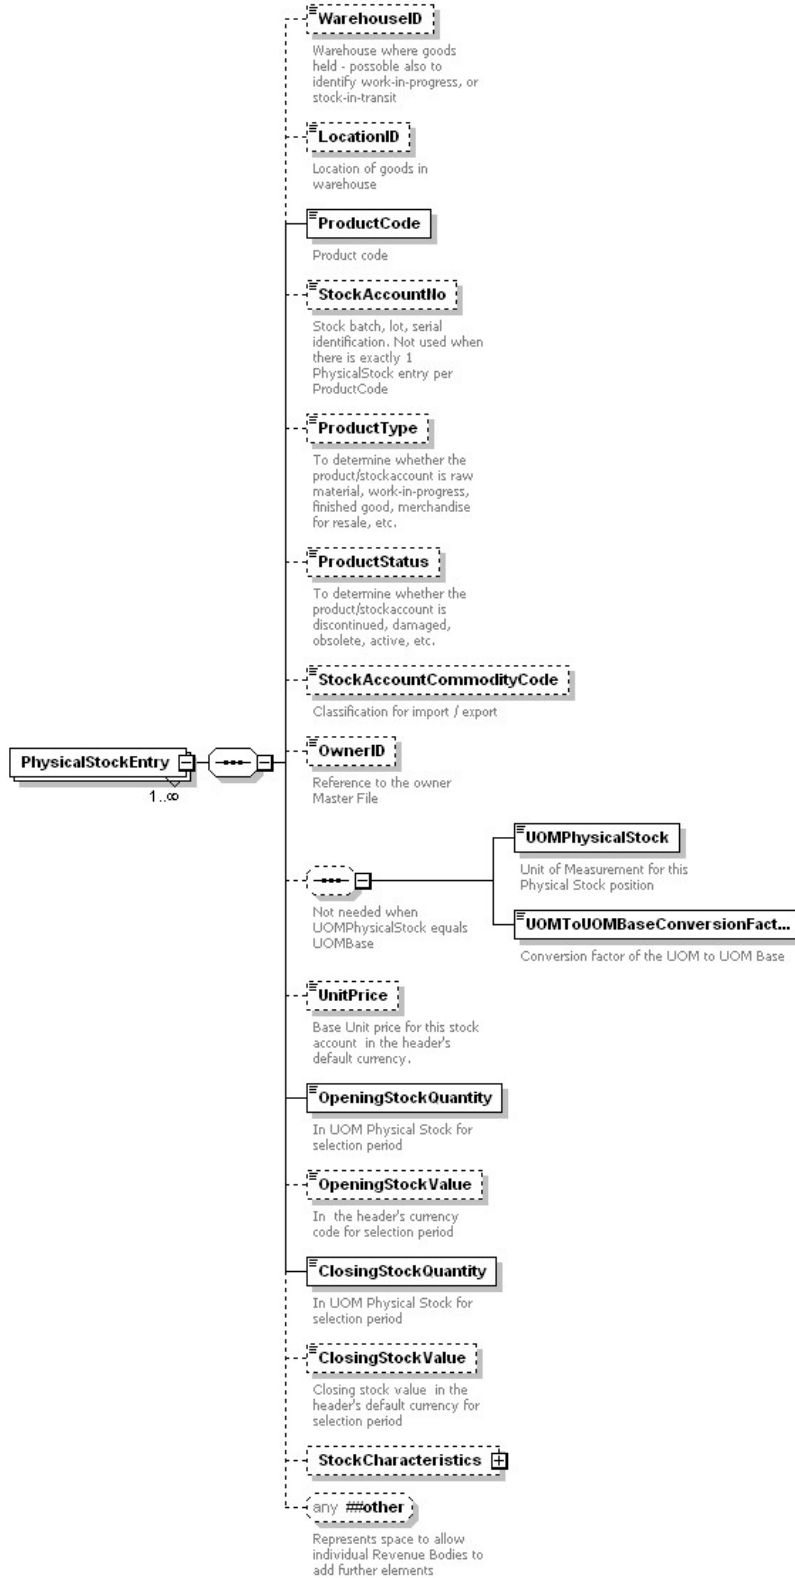 WarehouseID
Warehouse where goods
held - possoble also to
identify work-in-progress, or
stock-in-transit
LocationID
Location of goods in
warehouse
ProductCode
Product code
StockAccountNo
Stock batch, lot, serial
identification. Not used when
there is exactly 1
PhysicalStock entry per
ProductCode
ProductType
To determine whether the
product/stockaccount is raw
material, work-in-progress,
finished good, merchandise
for resale, etc.
ProductStatus
To determine whether the
product/stockaccount is
discontinued, damaged,
obsolete, active, etc.
StockAccountCommodityCode
Classification for import / export
PhysicalStockEntry
1..∞
OwnerID
Reference to the owner
Master File
Not needed when
UOMPhysicalStock equals
UOMBase
UOMPhysicalStock
Unit of Measurement for this
Physical Stock position
UOMToUOMBaseConversionFact...
Conversion factor of the UOM to UOM Base
UnitPrice
Base Unit price for this stock
account in the header's
default currency.
OpeningStockQuantity
In UOM Physical Stock for
selection period
OpeningStockValue
In the header's currency
code for selection period
ClosingStockQuantity
In UOM Physical Stock for
selection period
ClosingStockValue
Closing stock value in the
header's default currency for
selection period
StockCharacteristics
any ##other
Represents space to allow
individual Revenue Bodies to
add further elements